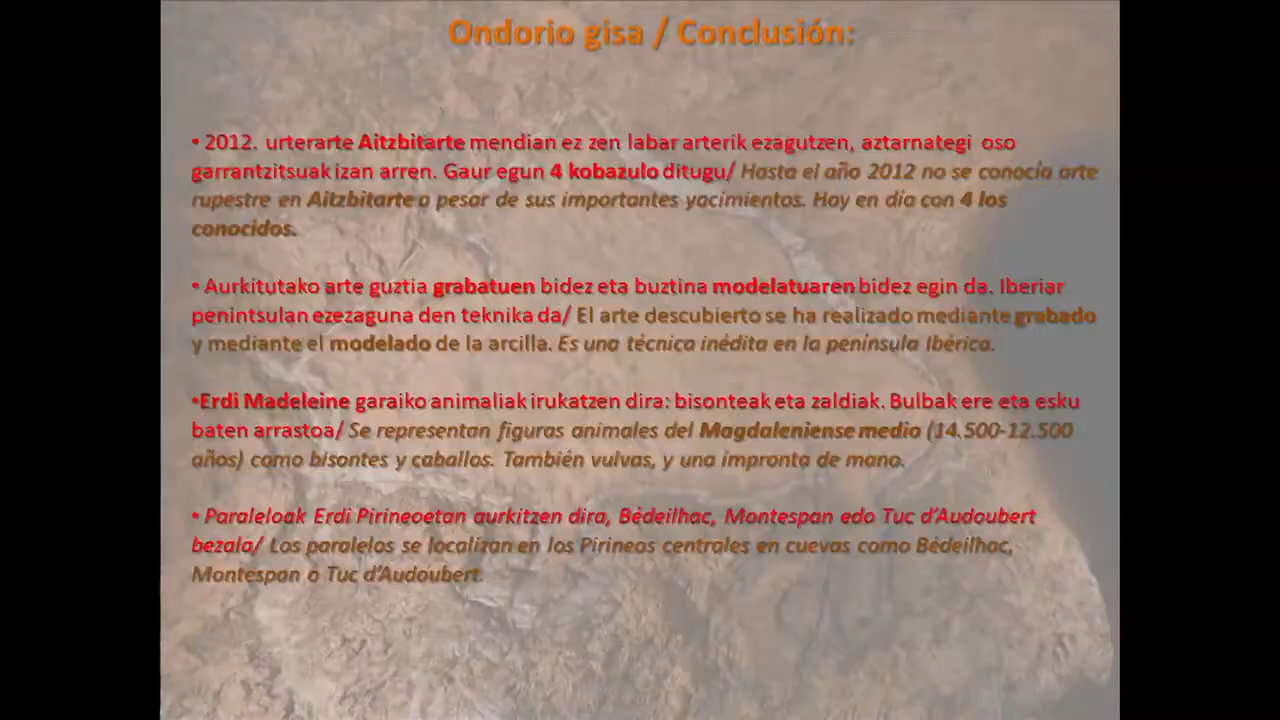 Ondorio gisa / Conclusión:
• 2012. urterarte Aitzbitarte mendian ez zen labar arterik ezagutzen, aztarnategi oso
garrantzitsuak izan arren. Gaur egun 4 kobazulo ditugu/ Hasta el año 2012 no se conocía arte
rupestre en Aitzbitarte a pesar de sus importantes yacimientos. Hoy en día con 4 los
conocidos.
• Aurkitutako arte guztia grabatuen bidez eta buztina modelatuaren bidez egin da. Iberiar
penintsulan ezezaguna den teknika da/ El arte descubierto se ha realizado mediante grabado
y mediante el modelado de la arcilla. Es una técnica inédita en la península Ibérica.
•Erdi Madeleine garaiko animaliak irukatzen dira: bisonteak eta zaldiak. Bulbak ere eta esku
baten arrastoa/ Se representan figuras animales del Magdaleniense medio (14.500-12.500
años) como bisontes y caballos. También vulvas, y una impronta de mano.
• Paraleloak Erdi Pirineoetan aurkitzen dira, Bédeilhac, Montespan edo Tuc d'Audoubert
bezala/ Los paralelos se localizan en los Pirineos centrales en cuevas como Bédeilhac,
Montespan o Tuc d'Audoubert.